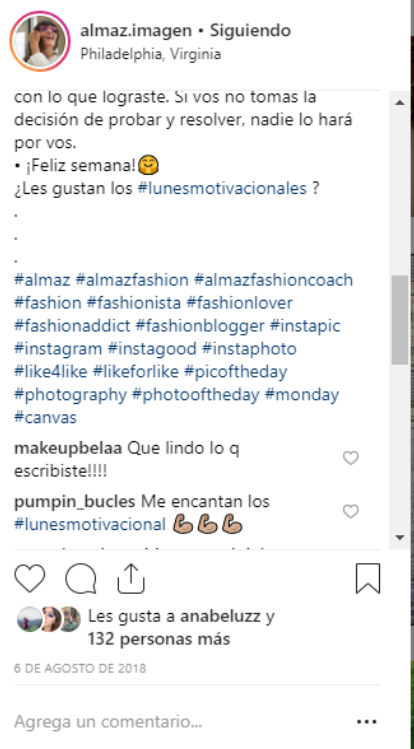 almaz.imagen • Siguiendo
Philadelphia, Virginia
con lo que lograste. Si vos no tomas la
decisión de probar y resolver, nadie lo hará
por vos.
• ¡Feliz semana!🤗
¿Les gustan los #lunesmotivacionales ?
.
.
.
#almaz #almazfashion #almazfashioncoach
#fashion #fashionista #fashionlover
#fashionaddict #fashionblogger #instapic
#instagram #instagood #instaphoto
#like4like #likeforlike #picoftheday
#photography #photooftheday #monday
#canvas
makeupbelaa Que lindo lo q
escribiste!!!!
pumpin_bucles Me encantan los
#lunesmotivacional 💪🏼💪🏼💪🏼
Les gusta a anabeluzz y
132 personas más
6 DE AGOSTO DE 2018
Agrega un comentario...